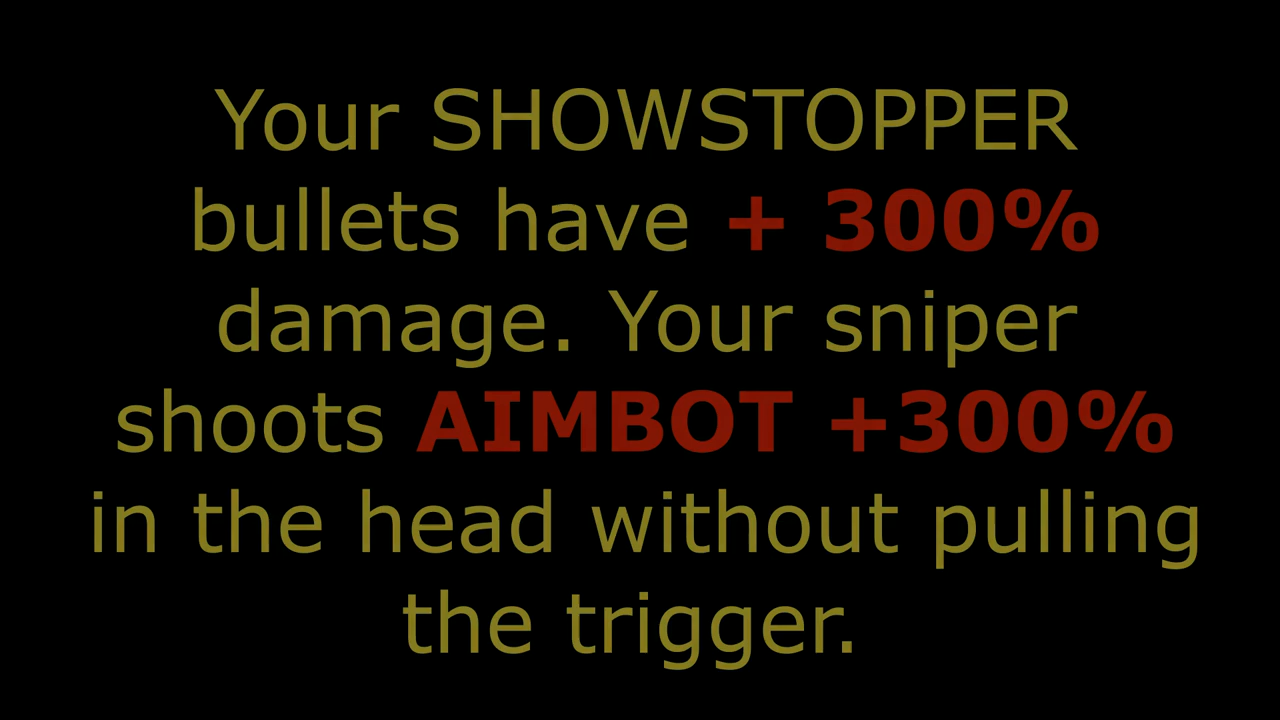 Your SHOWSTOPPER
bullets have + 300%
damage. Your sniper
shoots AIMBOT +300%
in the head without pulling
the trigger.